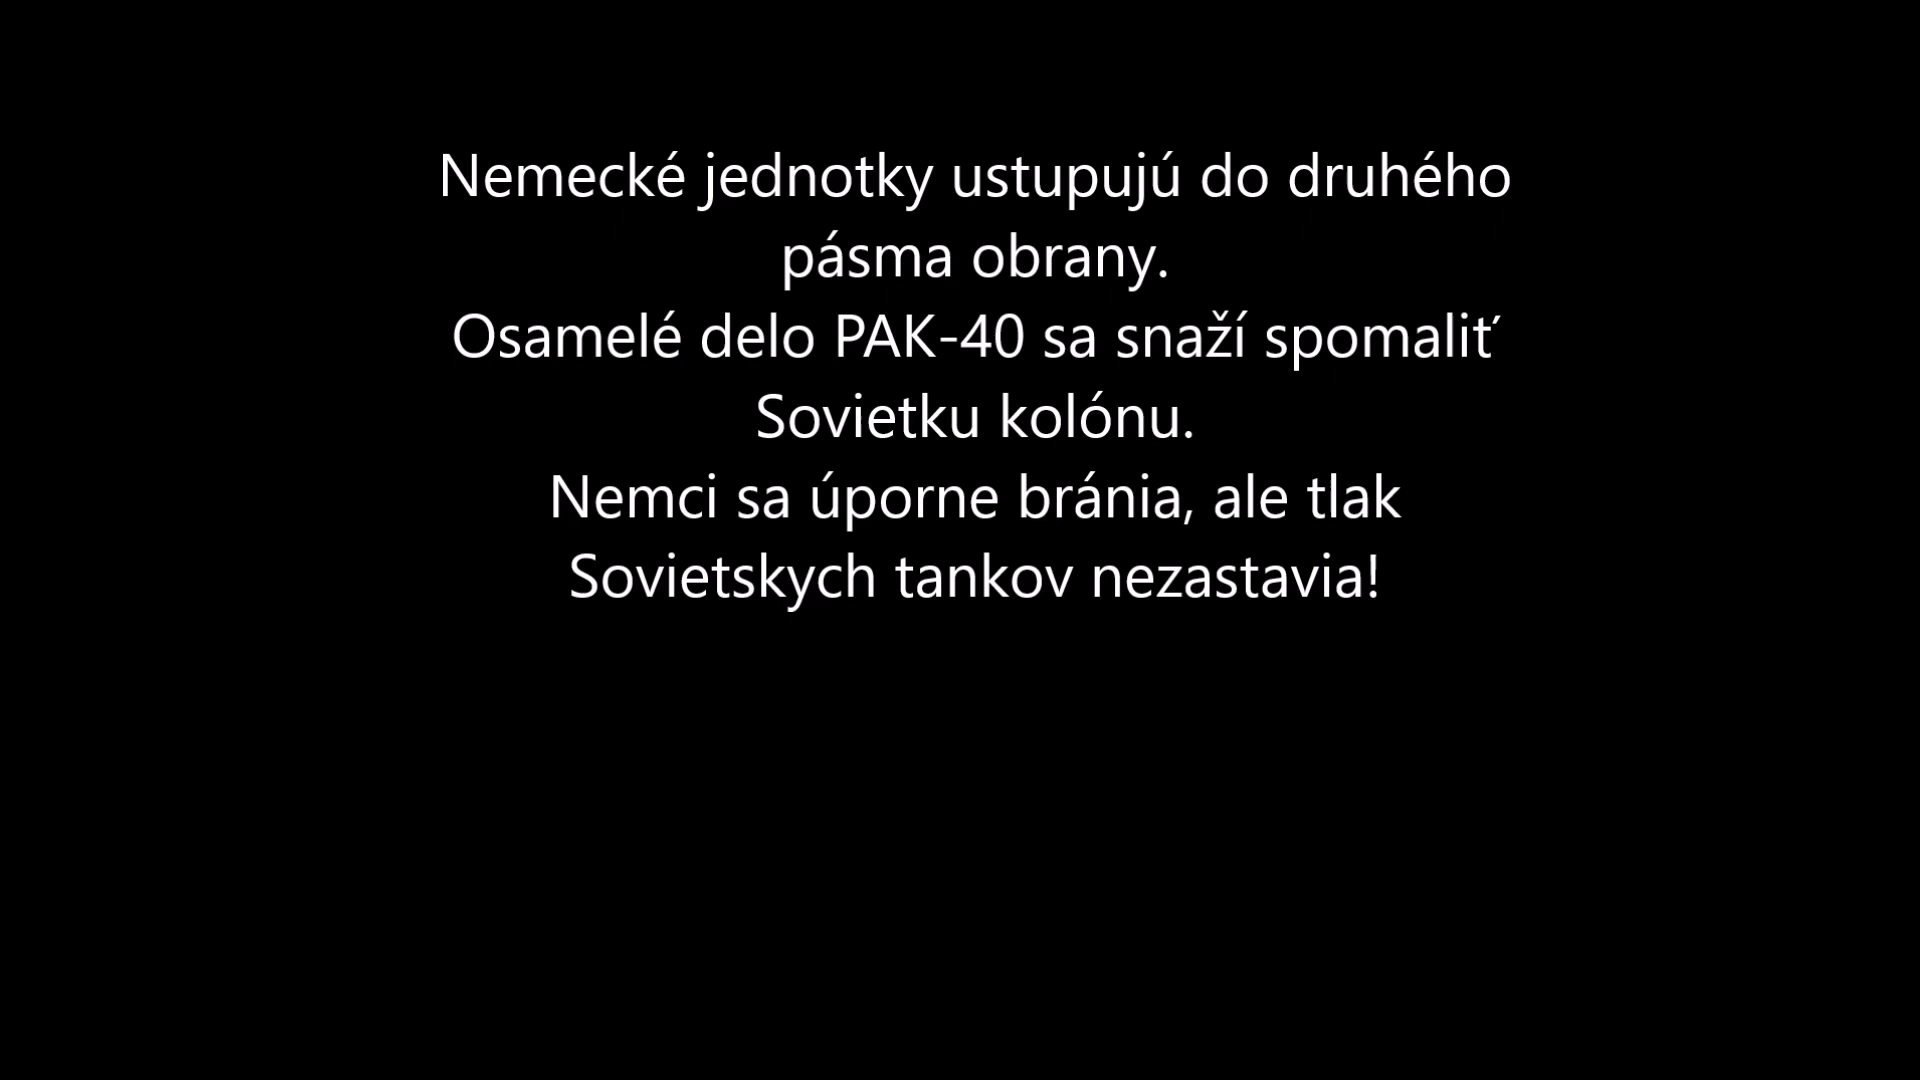 Nemecké jednotky ustupujú do druhého
pásma obrany.
Osamelé delo PAK-40 sa snaží spomaliť
Sovietku kolónu.
Nemci sa úporne bránia, ale tlak
Sovietskych tankov nezastavia!